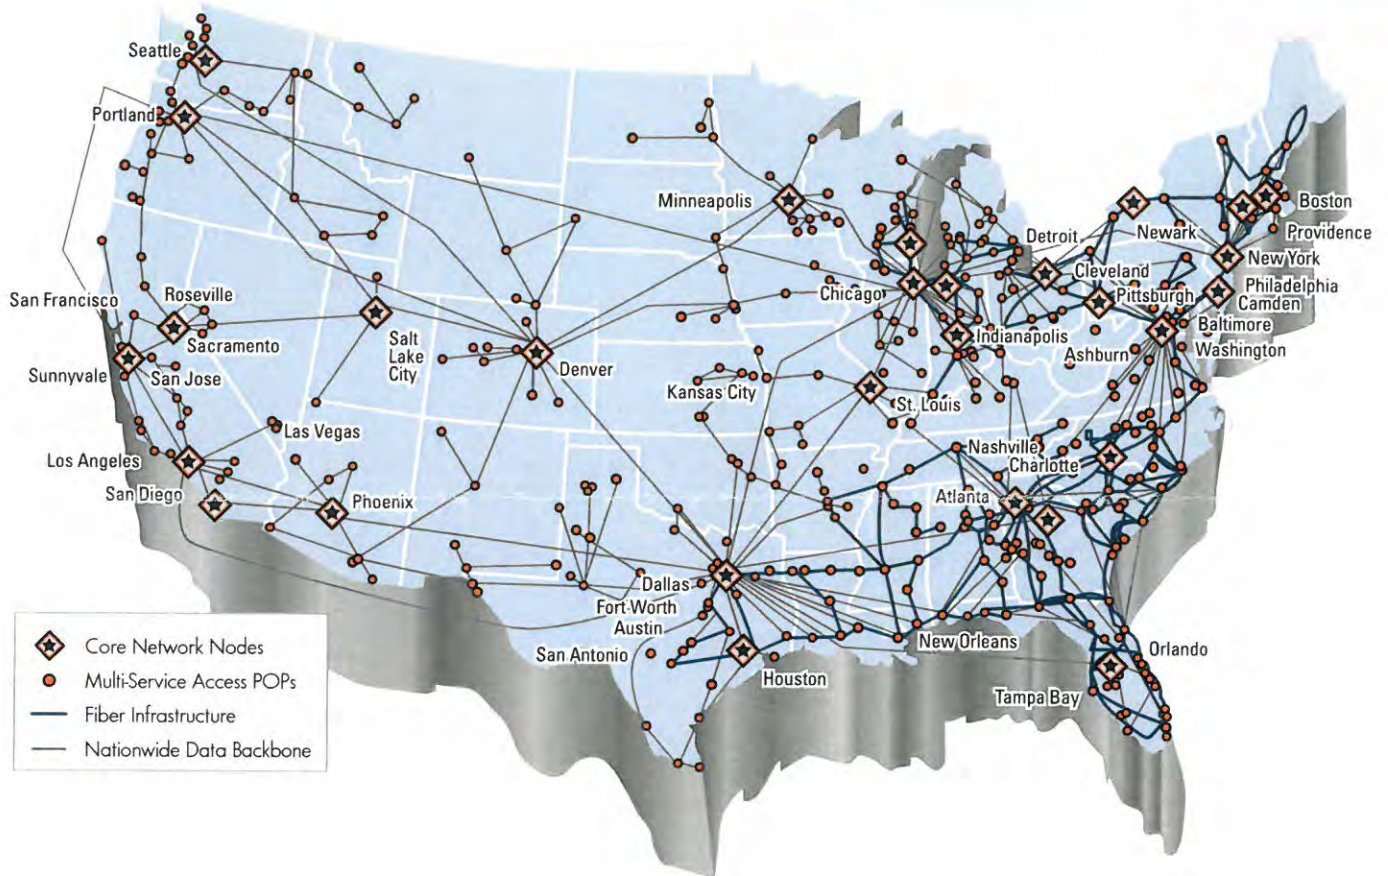 Seattle
Portland
Minneapolis
Boston
Providence
Newark
New York
Detroit
Cleveland
Pittsburgh
Philadelphia
Camden
Chicago
San Francisco
Roseville
Sacramento
Salt
Lake
City
Denver
Indianapolis
Baltimore
Washington
Ashburn
Sunnyvale
San Jose
Kansas City
St. Louis
Las Vegas
Los Angeles
Nashville
Charlotte
San Diego
Phoenix
Atlanta
Dallas
Fort Worth
Austin
San Antonio
Houston
New Orleans
Orlando
Tampa Bay
Core Network Nodes
Multi-Service Access POPs
Fiber Infrastructure
Nationwide Data Backbone